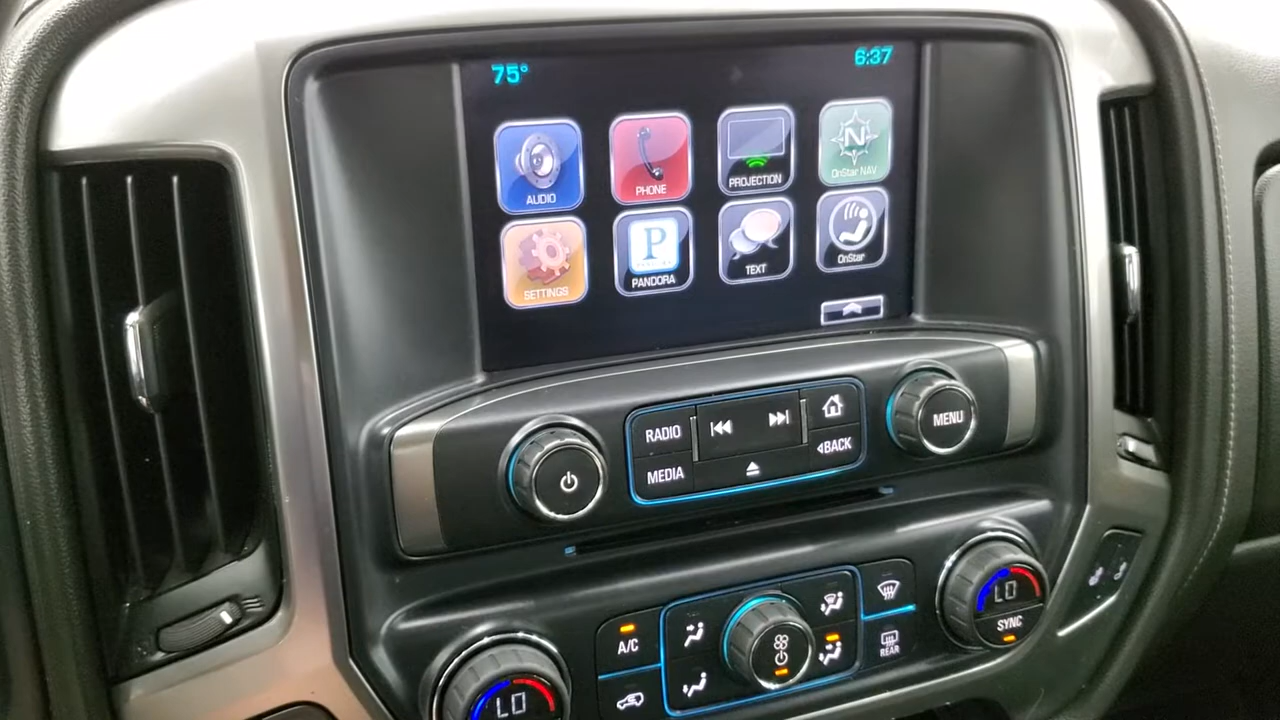 75°
6:37
AUDIO
PHONE
PROJECTION
N
OnStar NAV
SETTINGS
P
PANDORA
TEXT
OnStar
RADIO
MEDIA
BACK
MENU
A/C
REAR
LO
SYNC
LO